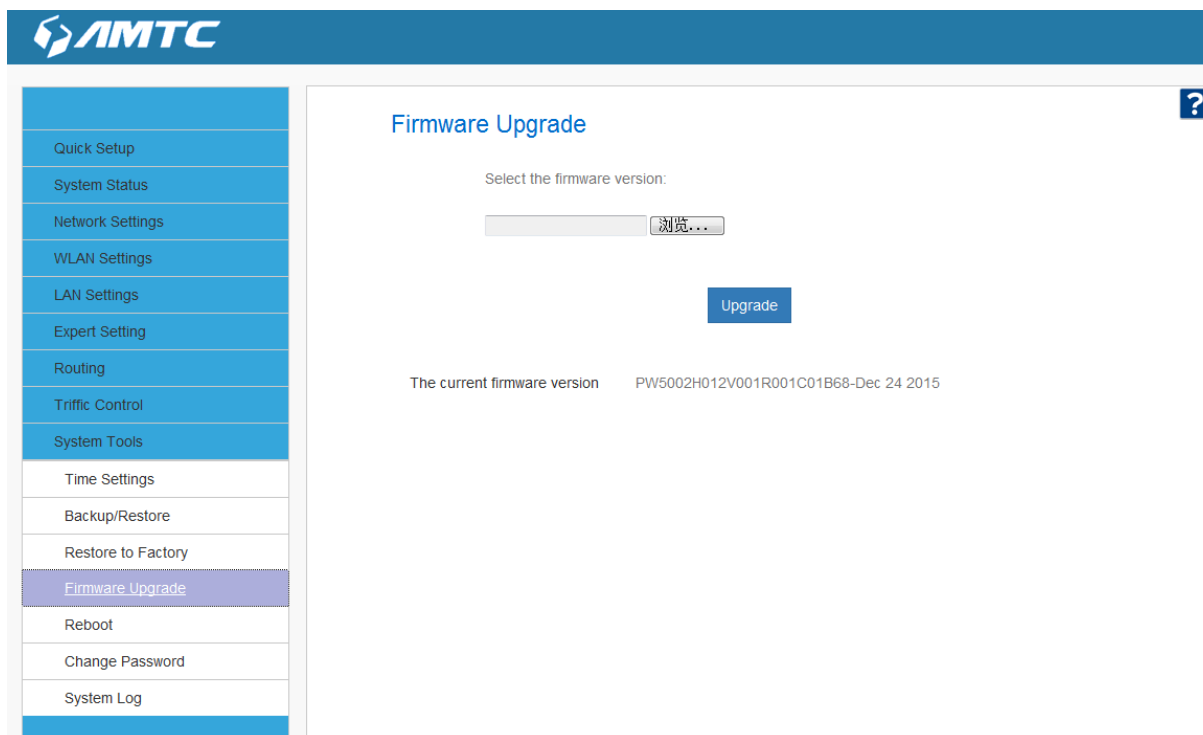 AMTC
?
Quick Setup
System Status
Network Settings
WLAN Settings
LAN Settings
Expert Setting
Routing
Triffic Control
System Tools
Time Settings
Backup/Restore
Restore to Factory
Firmware Upgrade
Reboot
Change Password
System Log
Firmware Upgrade
Select the firmware version:
浏览...
Upgrade
The current firmware version PW5002H012V001R001C01B68-Dec 24 2015